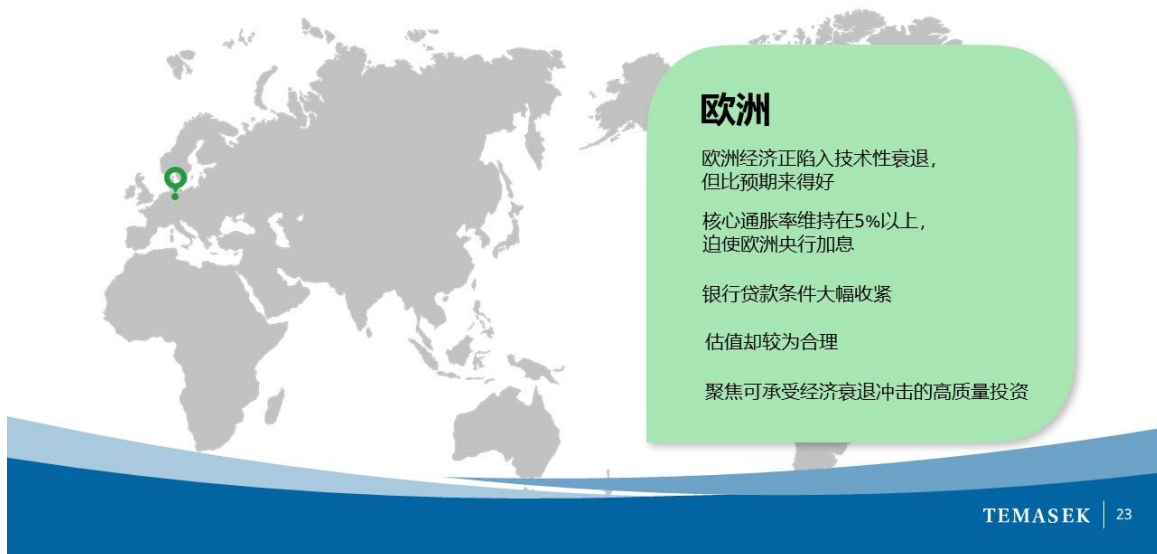 欧洲
欧洲经济正陷入技术性衰退，
但比预期来得好
核心通胀率维持在5%以上，
迫使欧洲央行加息
银行贷款条件大幅收紧
估值却较为合理
聚焦可承受经济衰退冲击的高质量投资
TEMASEK | 23